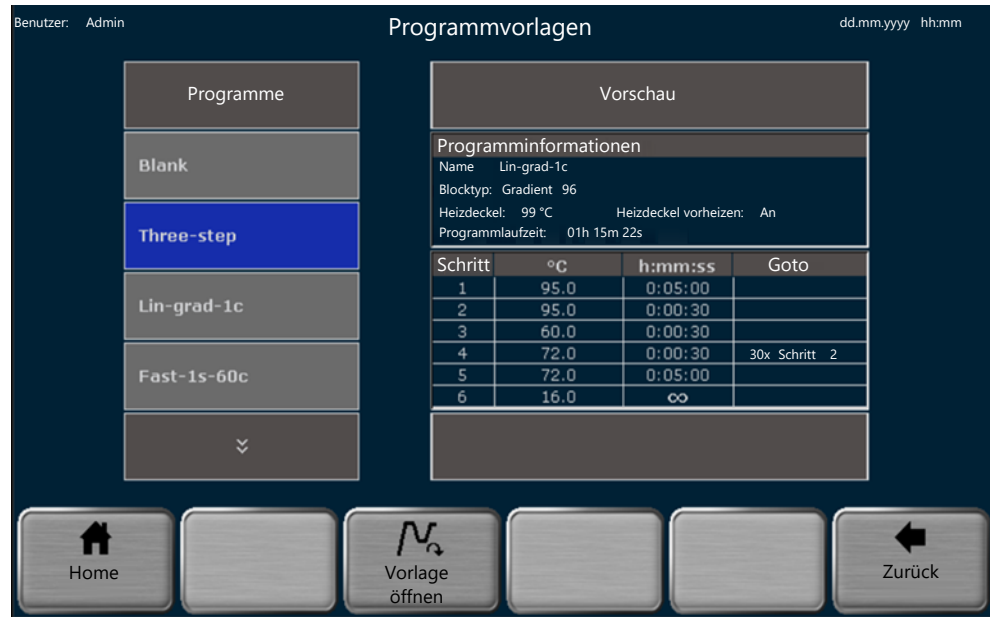 Benutzer: Admin
Programmvorlagen
dd.mm.yyyy hh:mm
Programme
Blank
Three-step
Lin-grad-1c
Fast-1s-60c
Vorschau
Programminformationen
Name Lin-grad-1c
Blocktyp: Gradient 96
Heizdeckel: 99 °C Heizdeckel vorheizen: An
Programmlaufzeit: 01h 15m 22s
Schritt °C h:mm:ss Goto
1 95.0 0:05:00
2 95.0 0:00:30
3 60.0 0:00:30
4 72.0 0:00:30 30x Schritt 2
5 72.0 0:05:00
6 16.0 ∞
Home
Vorlage
öffnen
Zurück